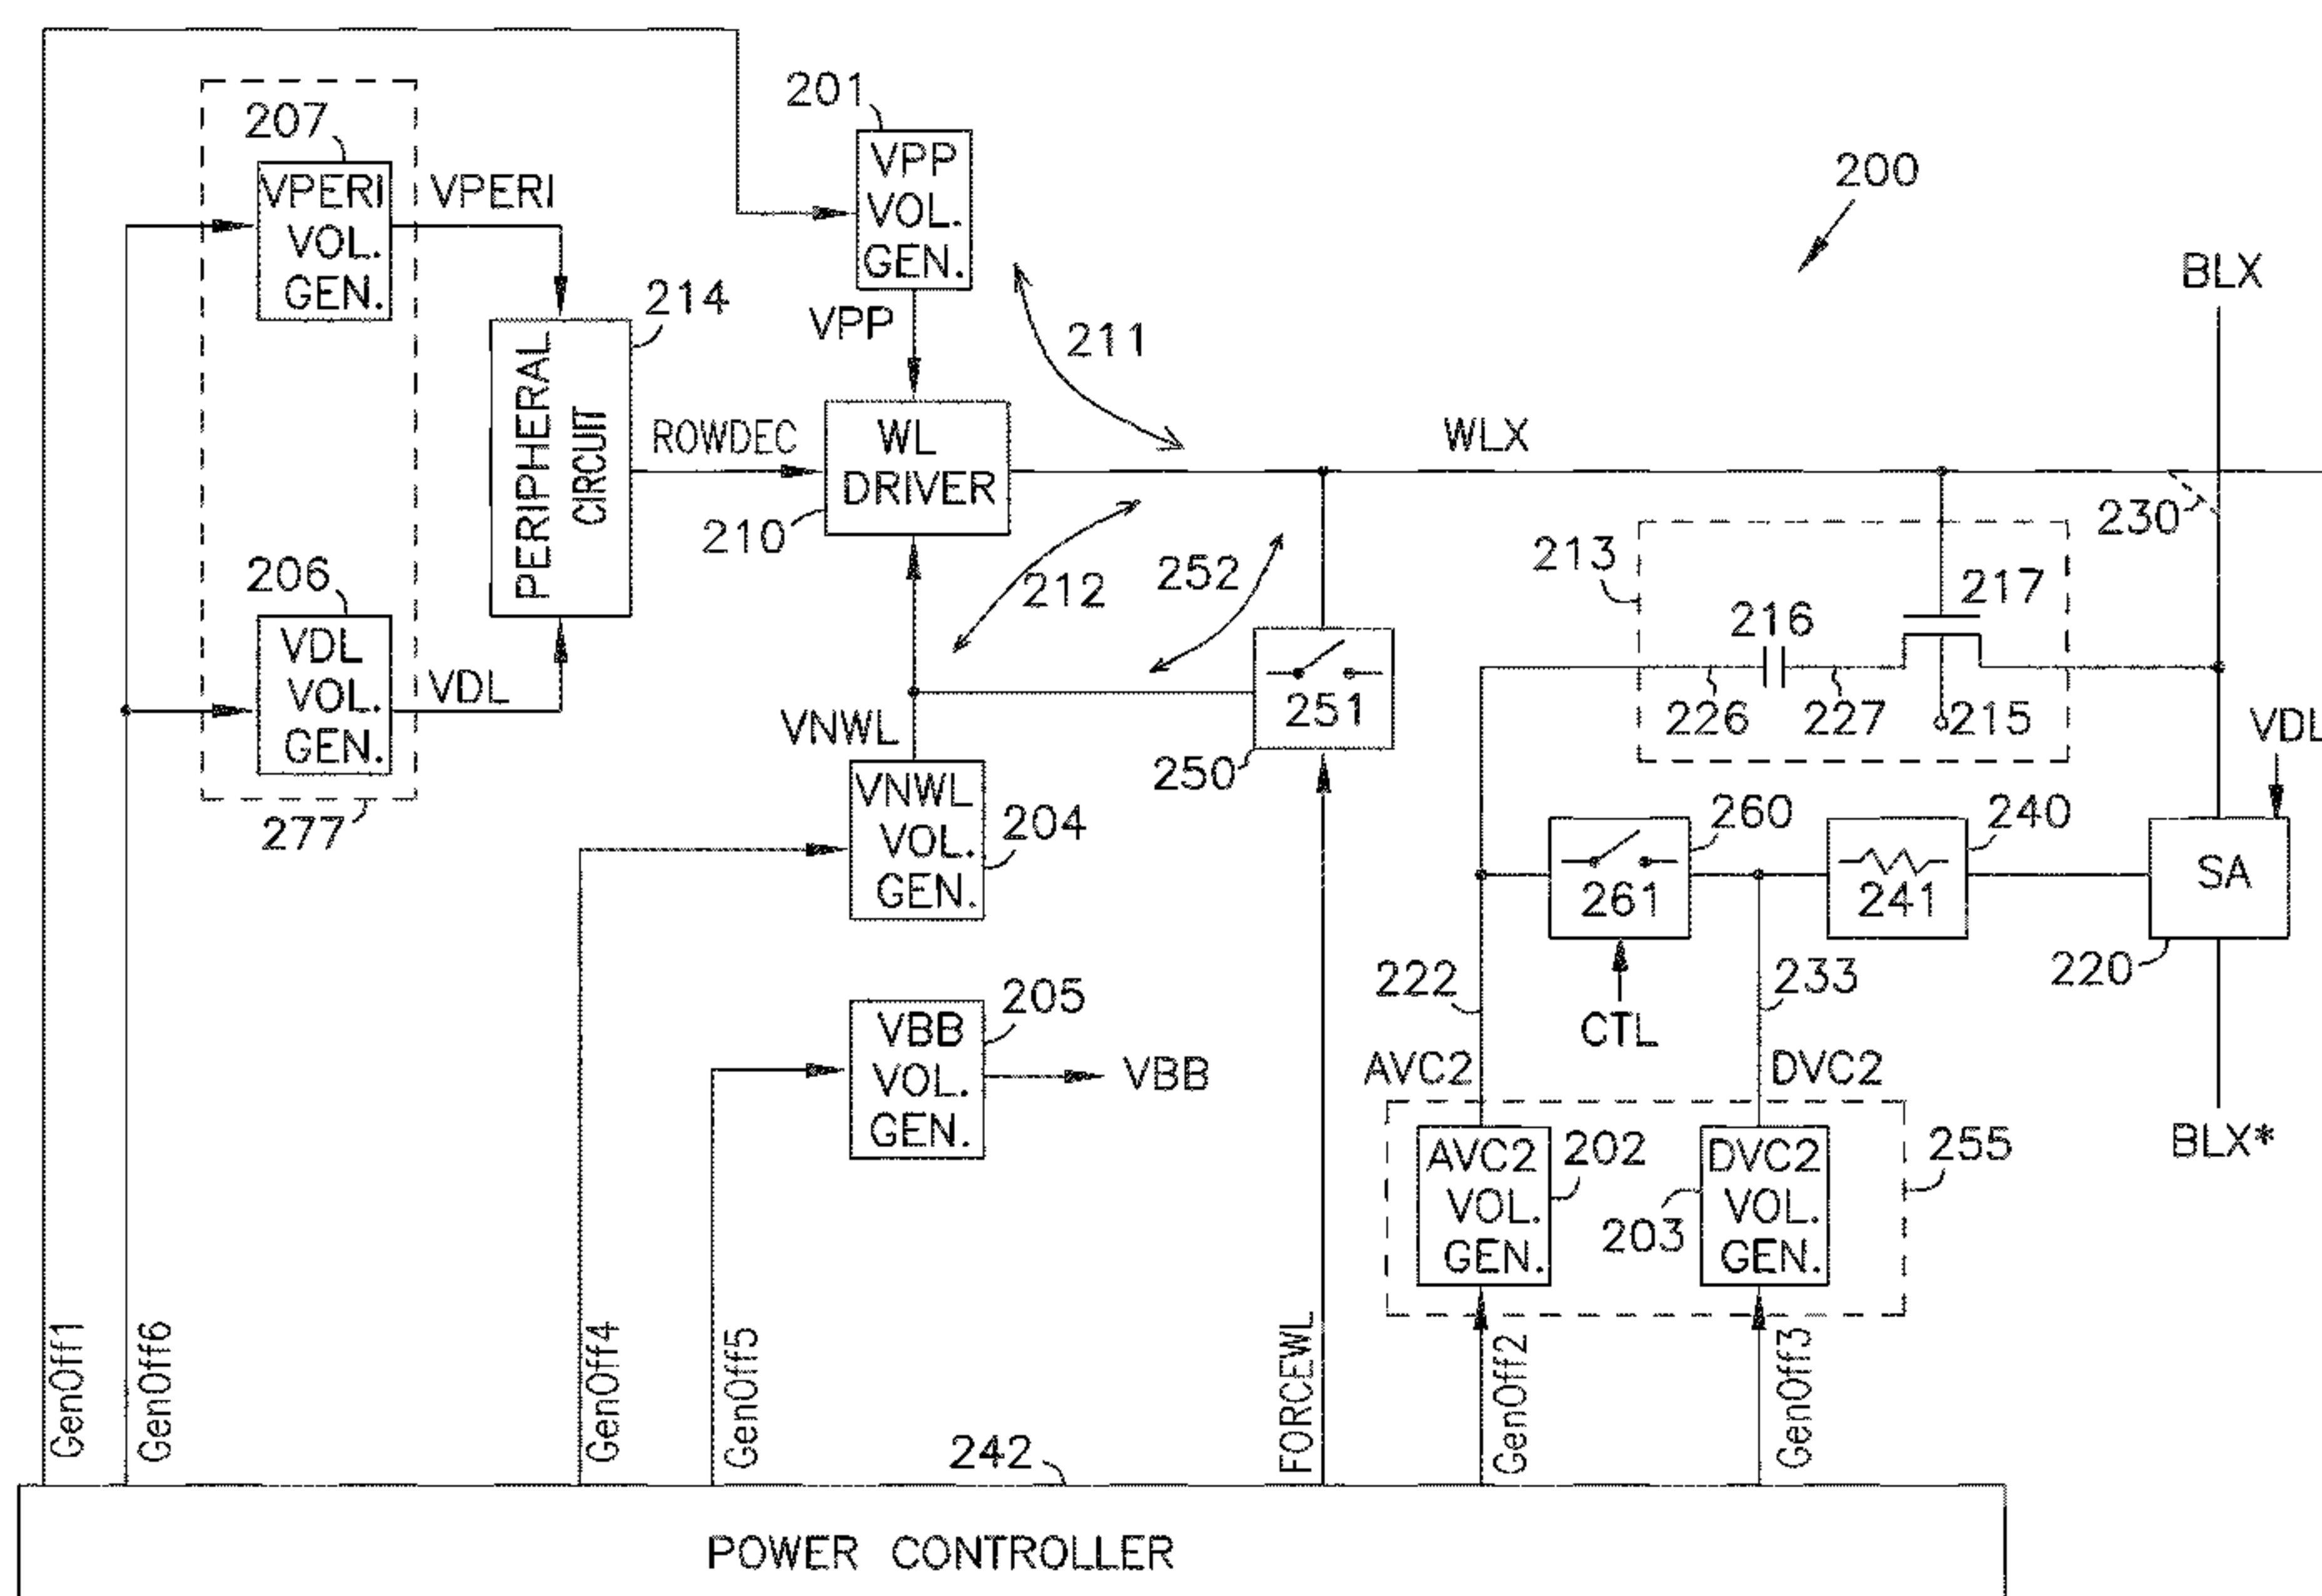 201
207
VPP
VOL.
GEN.
200
VPERI
VOL.
GEN.
VPERI
BLX
214
VPP
211
PERIPHERAL
CIRCUIT
ROWDEC
WL
DRIVER
WLX
210
230
213
252
212
217
206
216
VDL
VOL.
GEN.
VDL
226
227
215
251
VDL
VNWL
250
277
VNWL
VOL.
GEN.
204
260
240
261
241
SA
222
233
220
205
CTL
VBB
VOL.
GEN.
VBB
AVC2
DVC2
AVC2
VOL.
GEN.
202
DVC2
VOL.
GEN.
203
255
BLX*
GenOff1
GenOff6
GenOff4
GenOff5
FORCEWL
GenOff2
GenOff3
242
POWER CONTROLLER